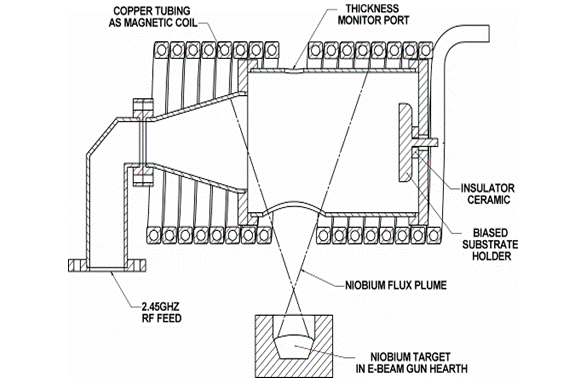 COPPER TUBING
AS MAGNETIC COIL
THICKNESS
MONITOR PORT
INSULATOR
CERAMIC
BIASED
SUBSTRATE
HOLDER
NIOBIUM FLUX PLUME
2.45GHZ
RF FEED
NIOBIUM TARGET
IN E-BEAM GUN HEARTH